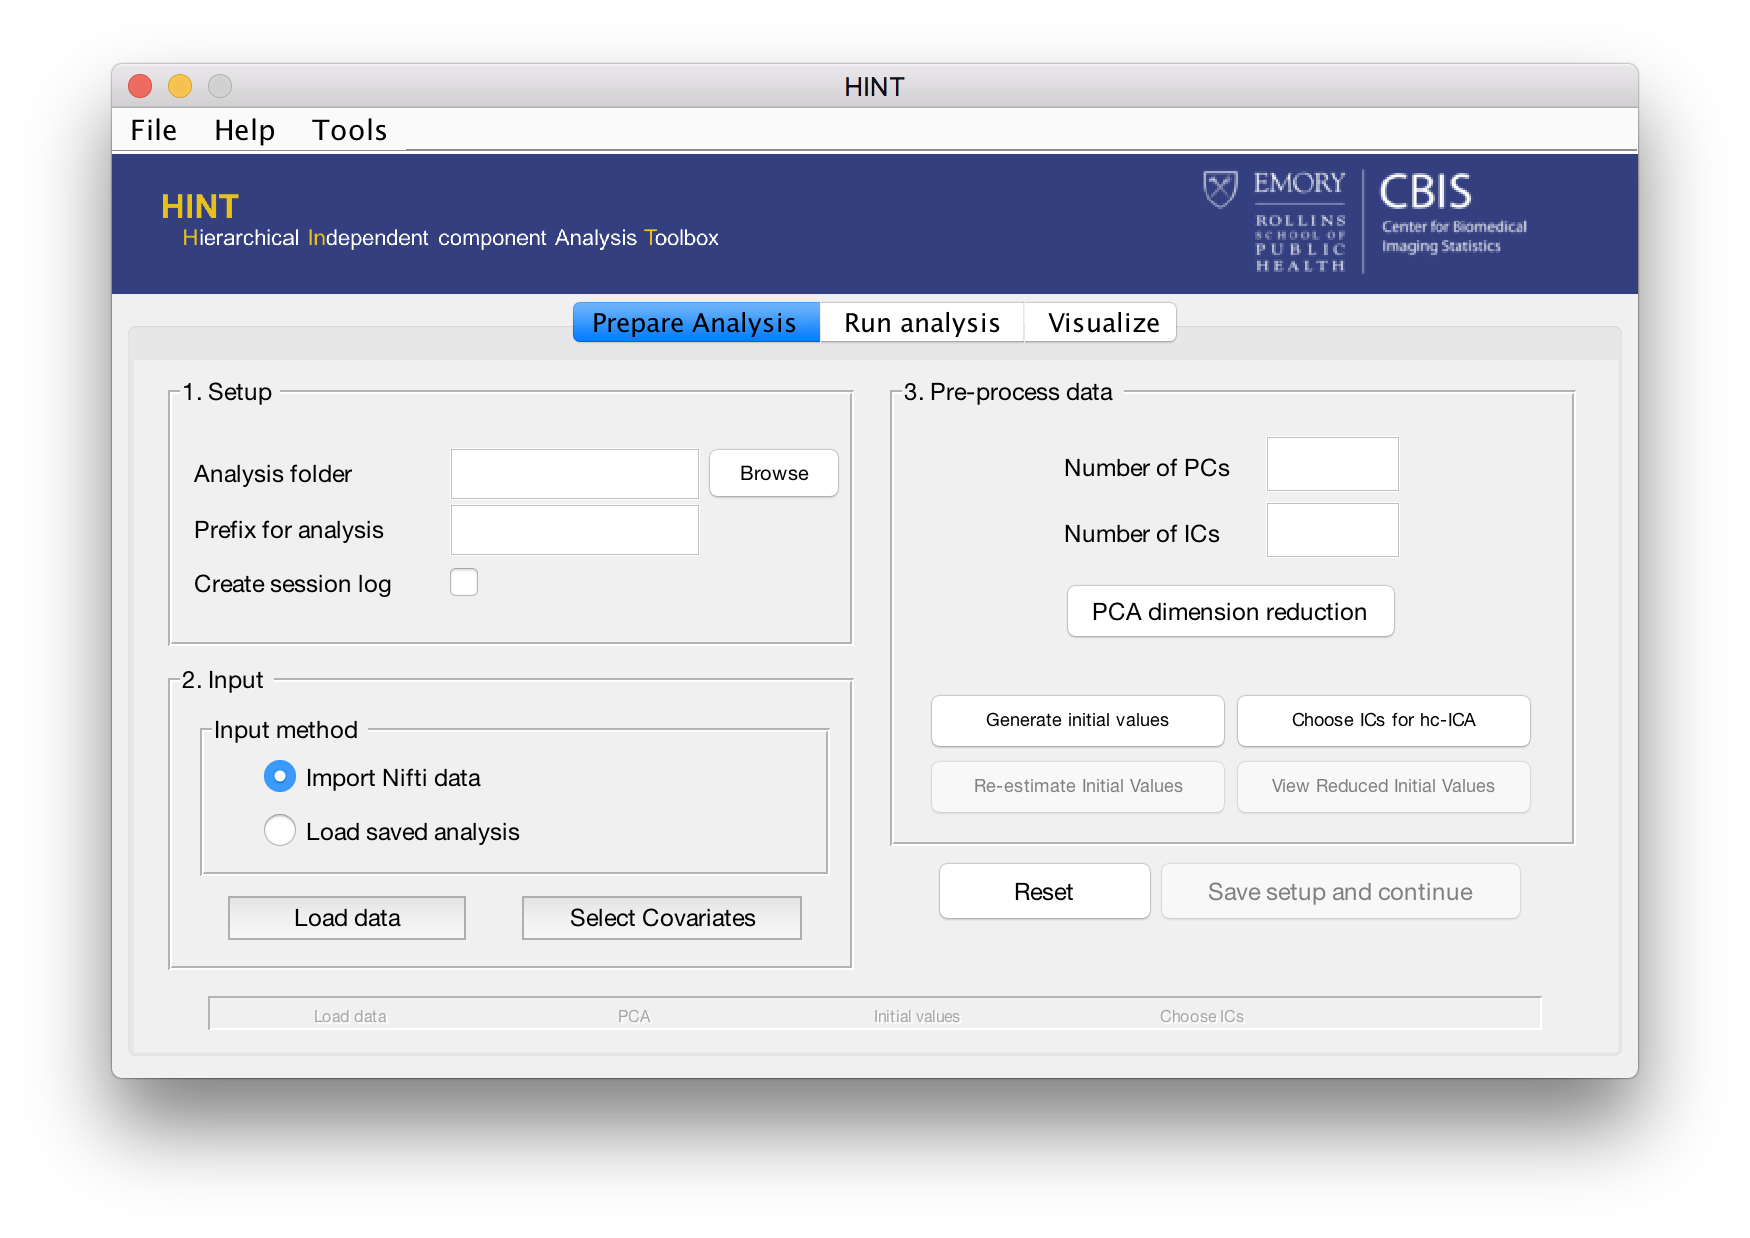 HINT
File Help Tools
HINT
Hierarchical Independent component Analysis Toolbox
EMORY
ROLLINS
SCHOOL OF
PUBLIC
HEALTH
CBIS
Center for Biomedical
Imaging Statistics
Prepare Analysis Run analysis Visualize
1. Setup
Analysis folder Browse
Prefix for analysis
Create session log
2. Input
Input method
Import Nifti data
Load saved analysis
Load data Select Covariates
3. Pre-process data
Number of PCs
Number of ICs
PCA dimension reduction
Generate initial values Choose ICs for hc-ICA
Re-estimate Initial Values View Reduced Initial Values
Reset Save setup and continue
Load data PCA Initial values Choose ICs